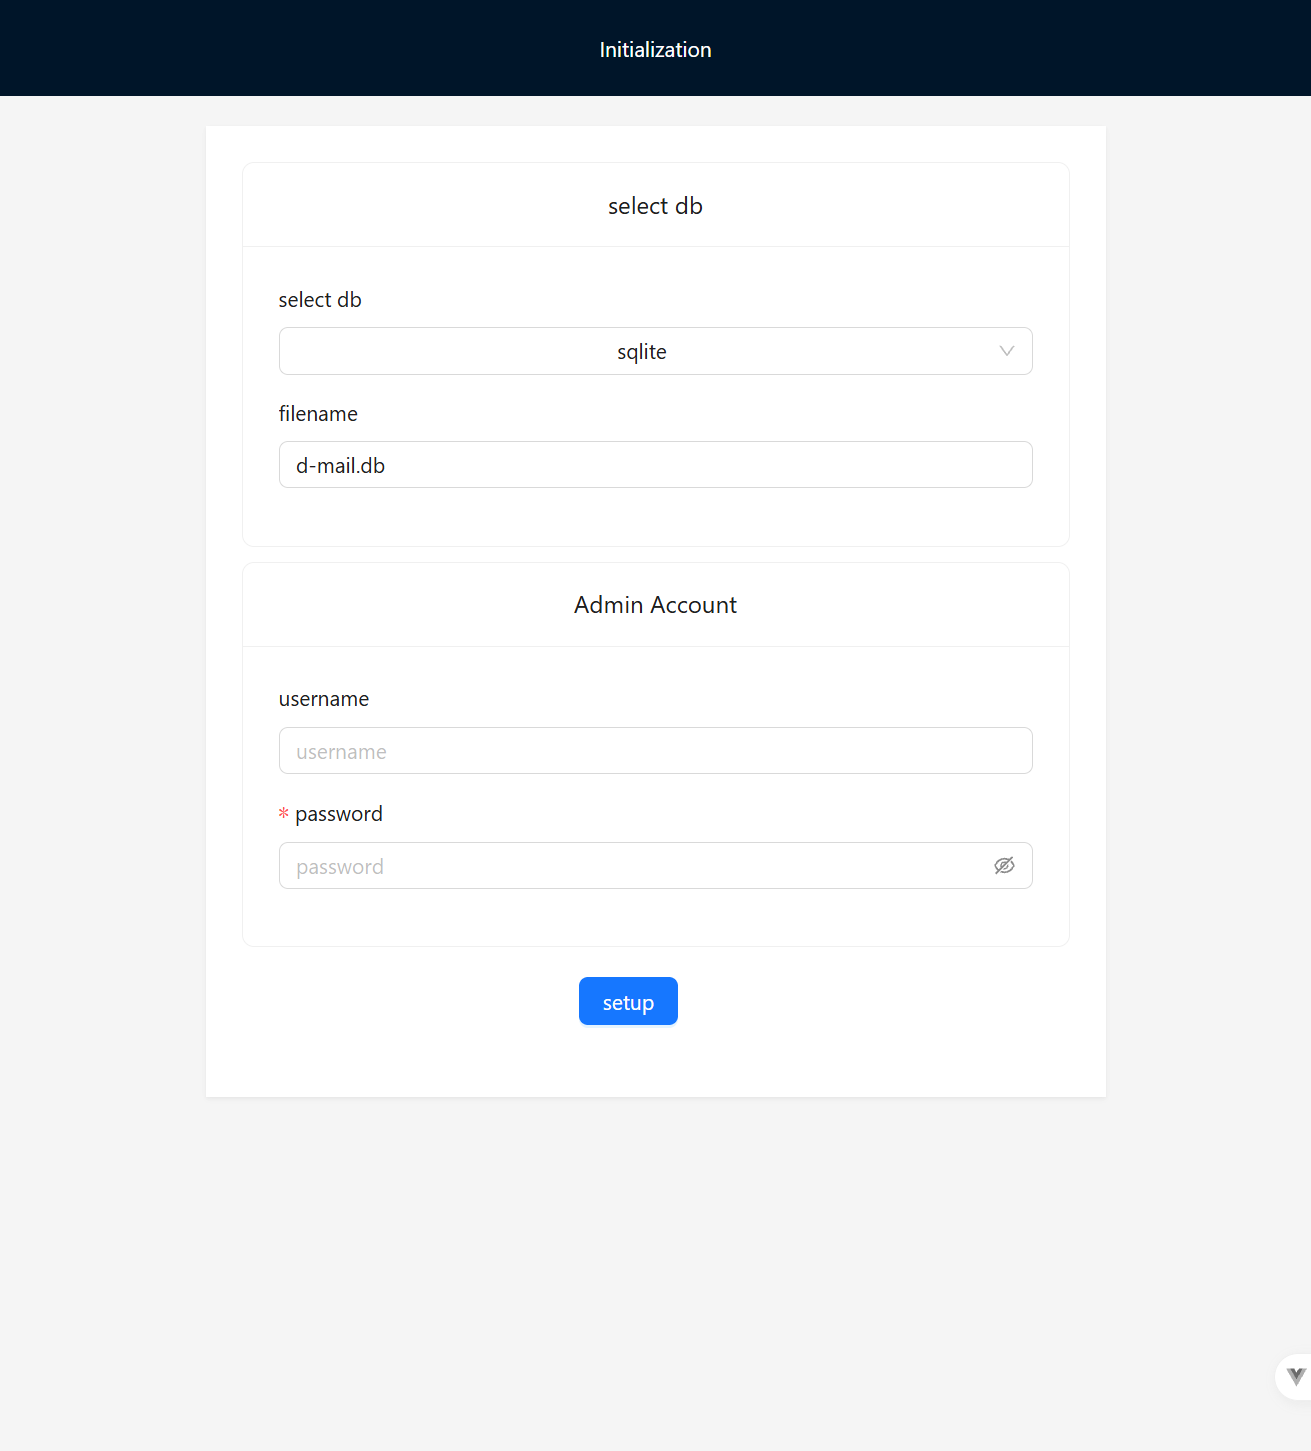 Initialization
select db
select db
sqlite
filename
d-mail.db
Admin Account
username
username
* password
password
setup